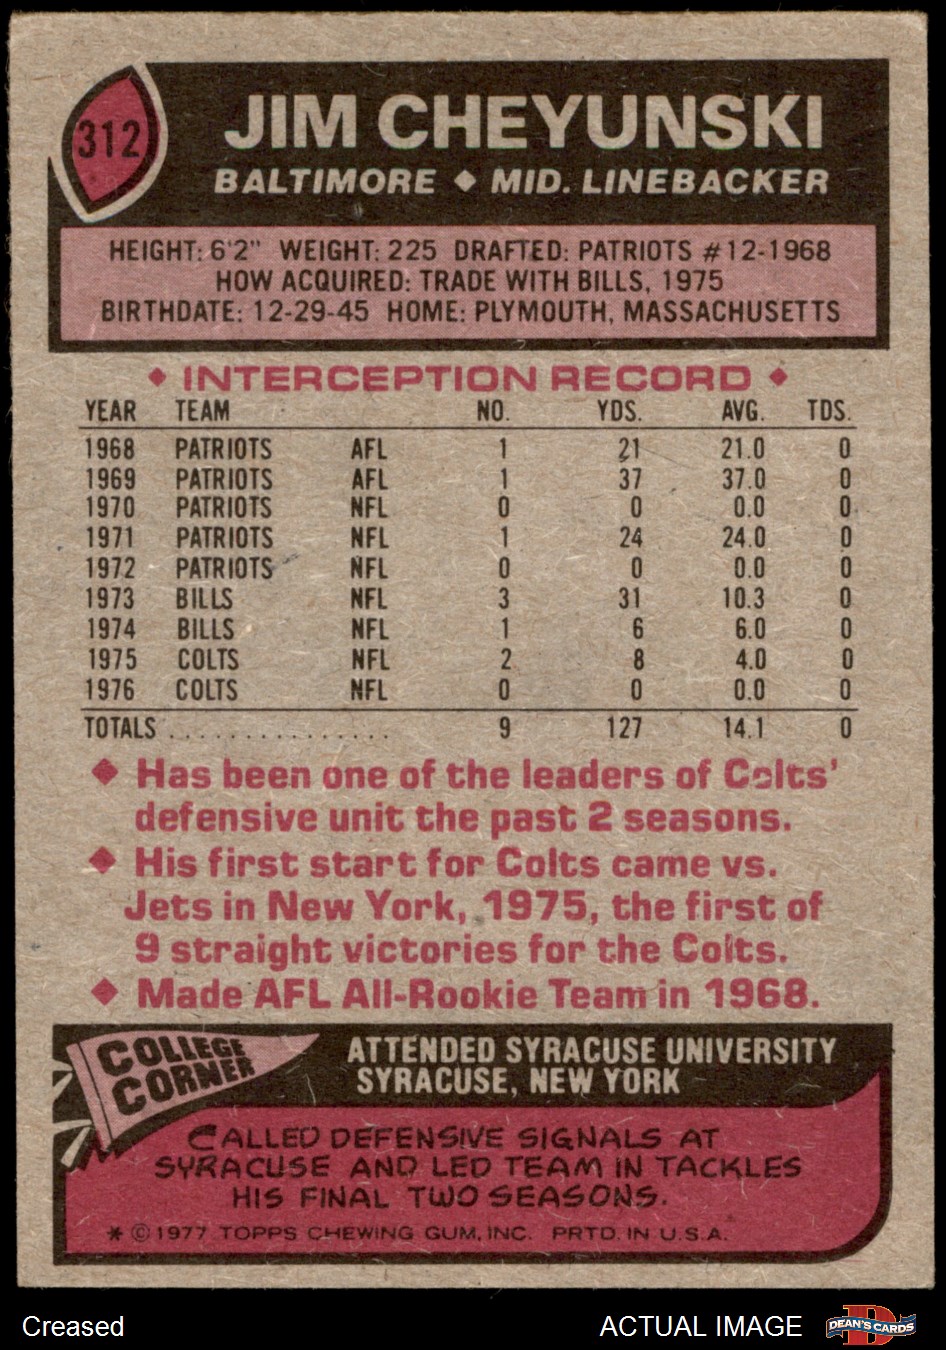 312
JIM CHEYUNSKI
BALTIMORE ◆ MID. LINEBACKER
HEIGHT: 6'2" WEIGHT: 225 DRAFTED: PATRIOTS #12-1968
HOW ACQUIRED: TRADE WITH BILLS, 1975
BIRTHDATE: 12-29-45 HOME: PLYMOUTH, MASSACHUSETTS
◆ INTERCEPTION RECORD ◆
YEAR TEAM NO. YDS. AVG. TDS.
1968 PATRIOTS AFL 1 21 21.0 0
1969 PATRIOTS AFL 1 37 37.0 0
1970 PATRIOTS NFL 0 0 0.0 0
1971 PATRIOTS NFL 1 24 24.0 0
1972 PATRIOTS NFL 0 0 0.0 0
1973 BILLS NFL 3 31 10.3 0
1974 BILLS NFL 1 6 6.0 0
1975 COLTS NFL 2 8 4.0 0
1976 COLTS NFL 0 0 0.0 0
TOTALS . . . . . . . . . . . . . . . 9 127 14.1 0
◆ Has been one of the leaders of Colts'
defensive unit the past 2 seasons.
◆ His first start for Colts came vs.
Jets in New York, 1975, the first of
9 straight victories for the Colts.
◆ Made AFL All-Rookie Team in 1968.
COLLEGE
CORNER
ATTENDED SYRACUSE UNIVERSITY
SYRACUSE, NEW YORK
CALLED DEFENSIVE SIGNALS AT
SYRACUSE AND LED TEAM IN TACKLES
HIS FINAL TWO SEASONS.
* © 1977 TOPPS CHEWING GUM, INC. PRTD. IN U.S.A.
Creased
ACTUAL IMAGE
D
DEAN'S CARDS